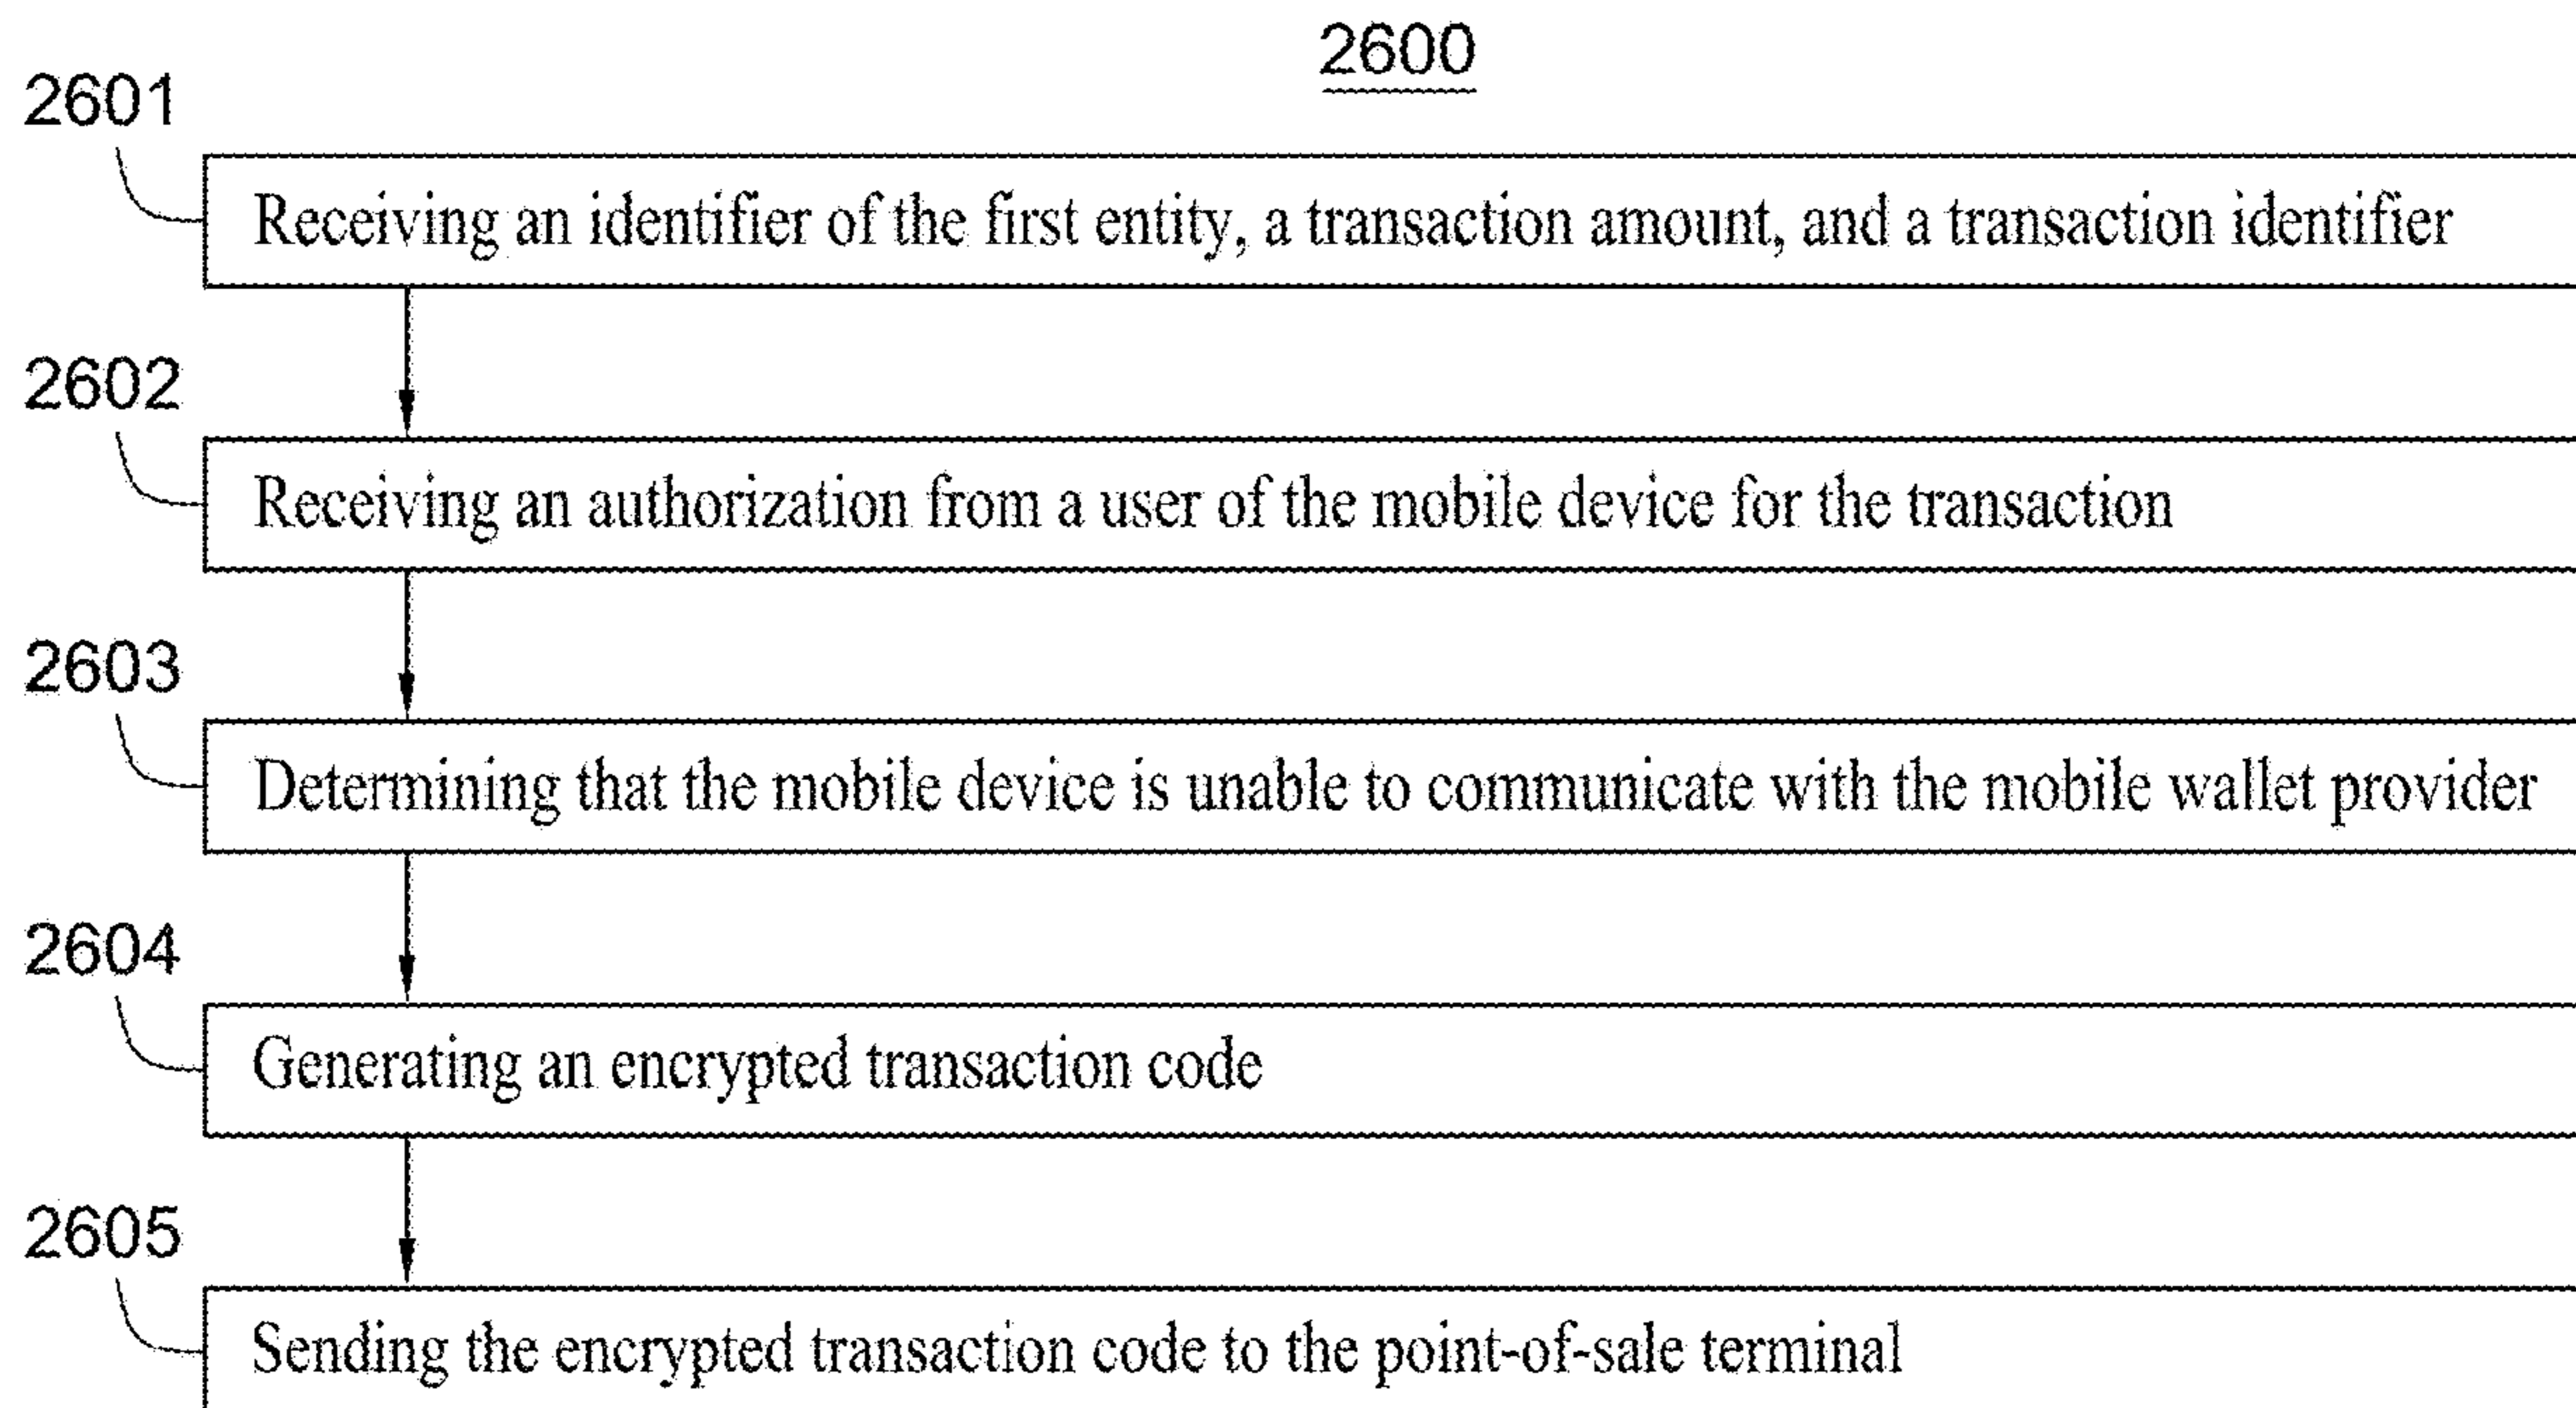 2600
2601
Receiving an identifier of the first entity, a transaction amount, and a transaction identifier
2602
Receiving an authorization from a user of the mobile device for the transaction
2603
Determining that the mobile device is unable to communicate with the mobile wallet provider
2604
Generating an encrypted transaction code
2605
Sending the encrypted transaction code to the point-of-sale terminal